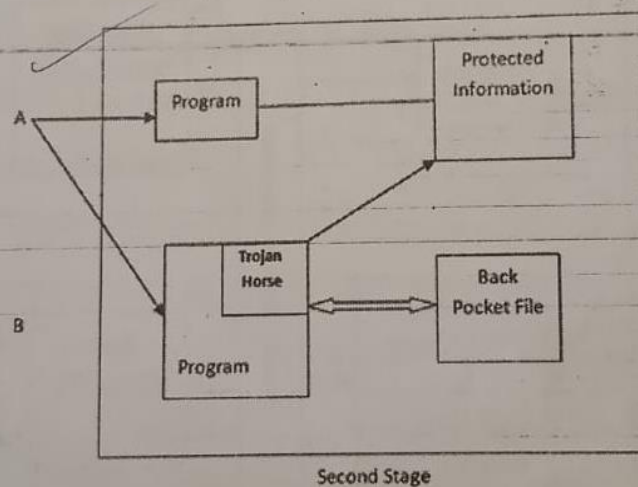 Protected
Information
Program
A
Trojan
Horse
Back
Pocket File
B
Program
Second Stage